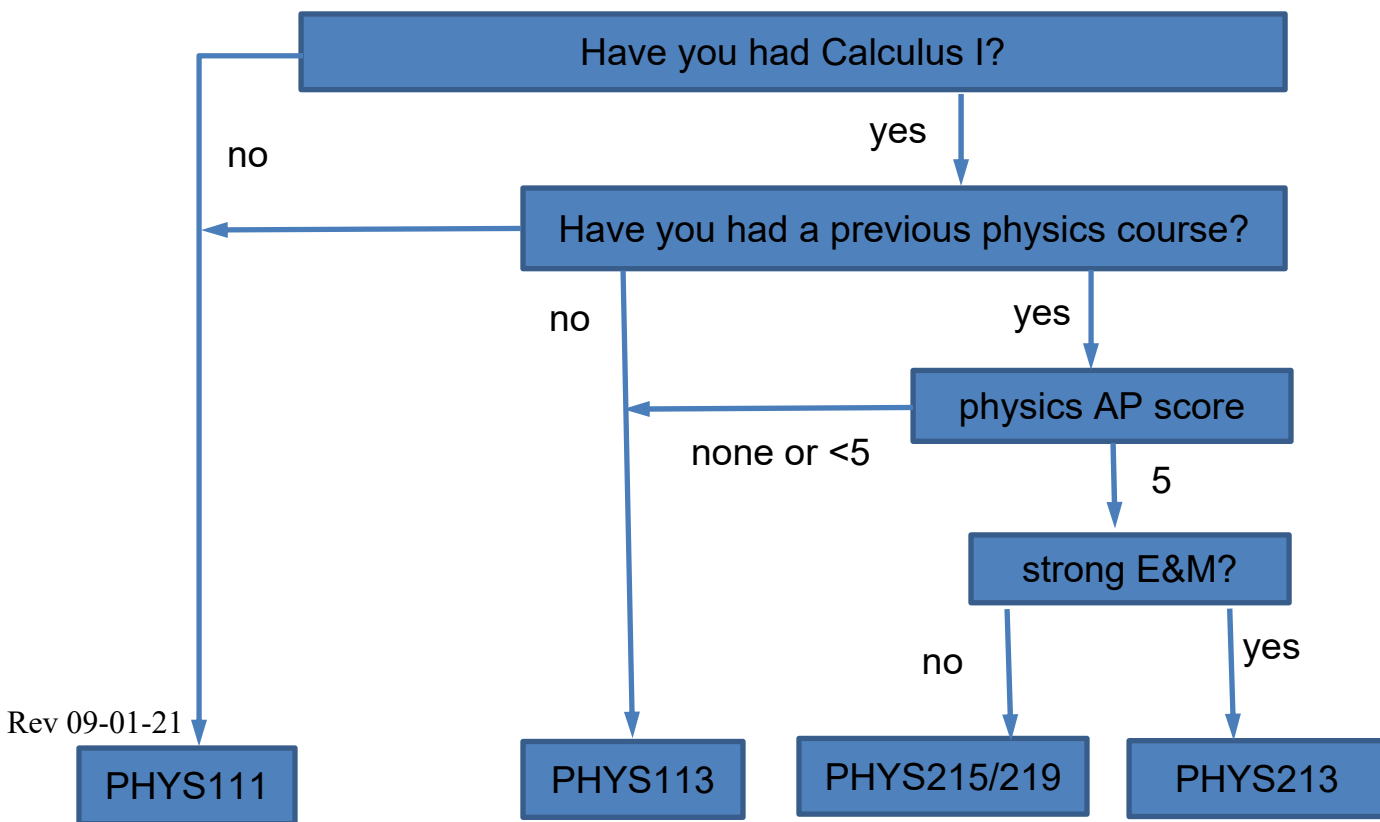 Have you had Calculus I?
yes
no
Have you had a previous physics course?
no
yes
physics AP score
none or <5
5
strong E&M?
no
yes
Rev 09-01-21
PHYS111
PHYS113
PHYS215/219
PHYS213